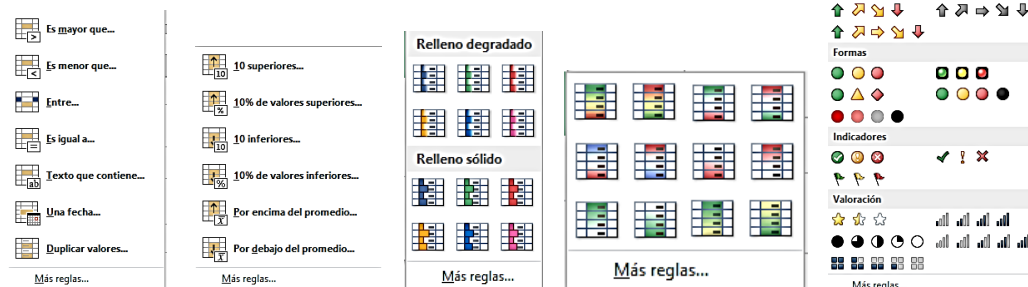 Es mayor que...
Es menor que...
Entre...
Es igual a...
Texto que contiene...
Una fecha...
Duplicar valores...
Más reglas...
10 superiores...
10% de valores superiores...
10 inferiores...
10% de valores inferiores...
Por encima del promedio...
Por debajo del promedio...
Más reglas...
Relleno degradado
Relleno sólido
Más reglas...
Más reglas...
Formas
Indicadores
Valoración
Más reglas